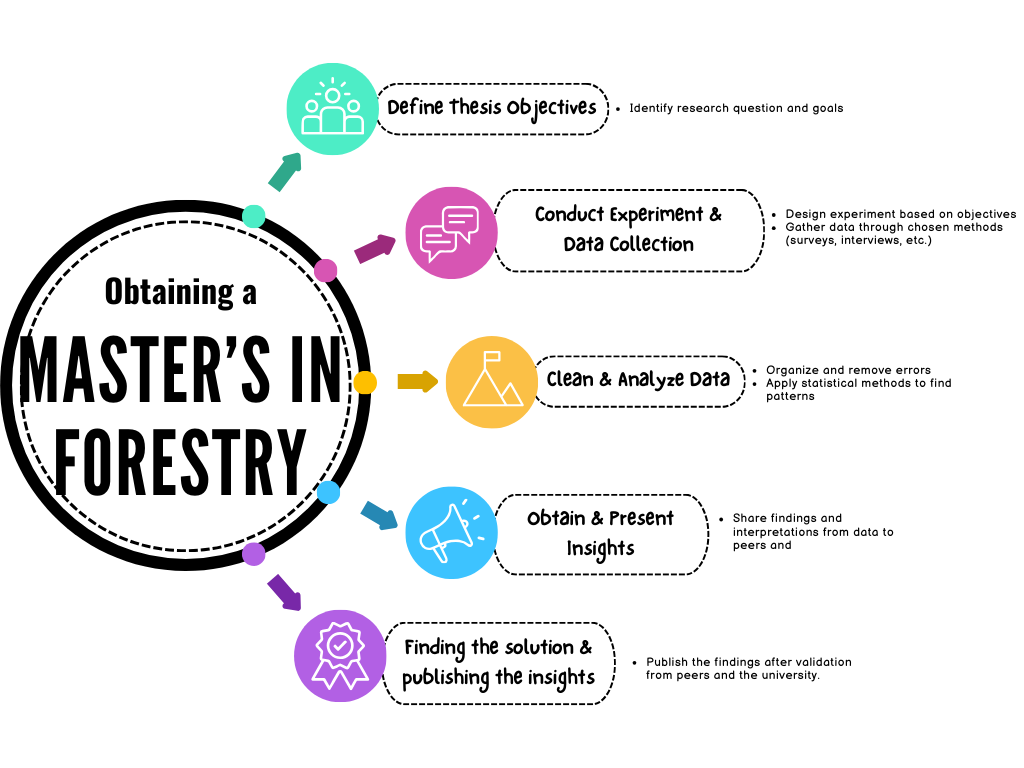 Define Thesis Objectives
• Identify research question and goals
Conduct Experiment &
Data Collection
• Design experiment based on objectives
• Gather data through chosen methods
(surveys, interviews, etc.)
Obtaining a
MASTER'S IN
FORESTRY
Clean & Analyze Data
• Organize and remove errors
• Apply statistical methods to find
patterns
Obtain & Present
Insights
• Share findings and
interpretations from data to
peers and
Finding the solution &
publishing the insights
• Publish the findings after validation
from peers and the university.